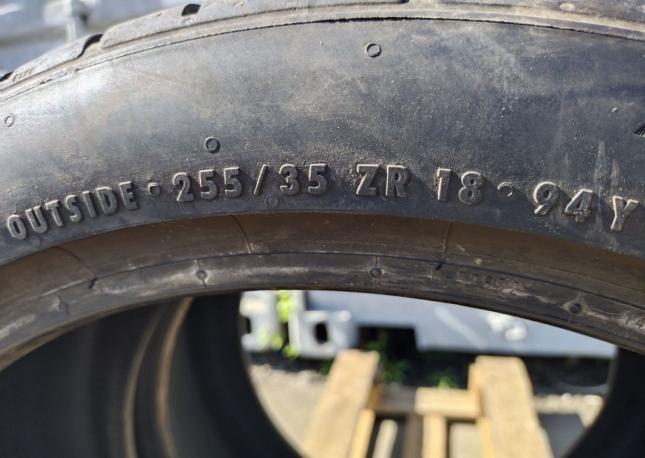 OUTSIDE · 255/35 ZR 18 · 94Y